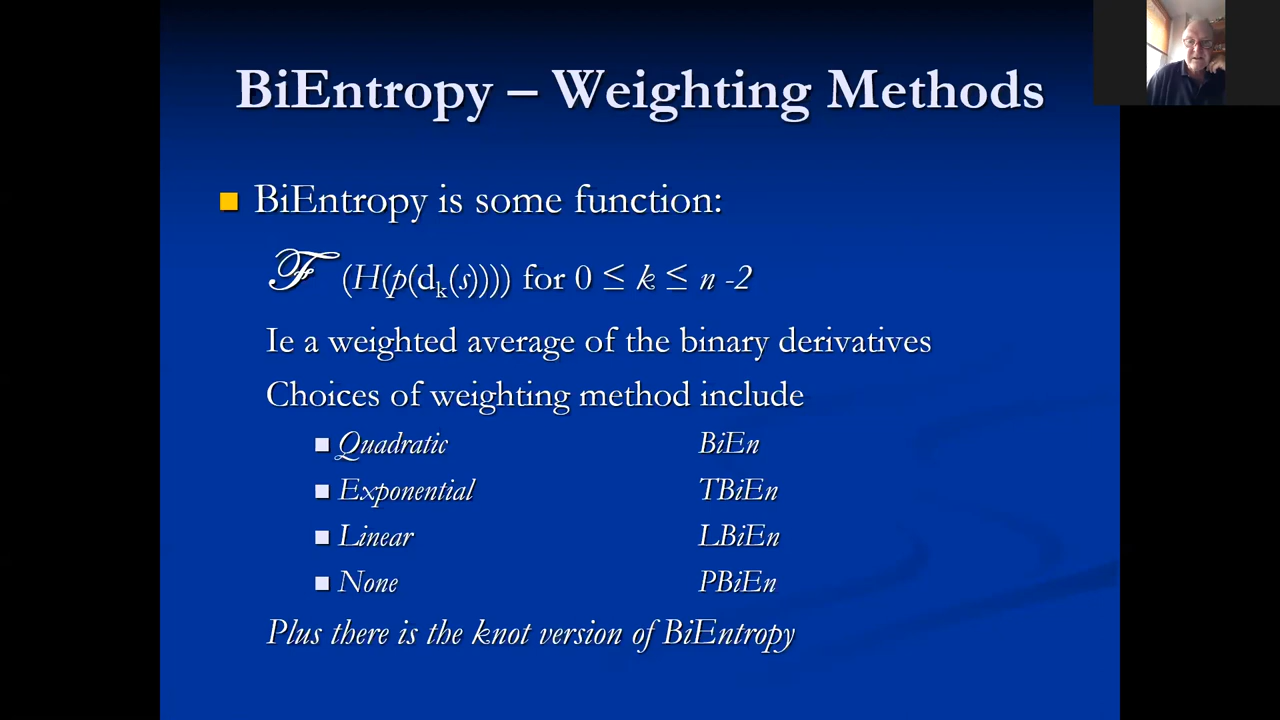 BiEntropy – Weighting Methods
BiEntropy is some function:
ℱ (H(p(dₖ(s)))) for 0 ≤ k ≤ n -2
Ie a weighted average of the binary derivatives
Choices of weighting method include
Quadratic BiEn
Exponential TBiEn
Linear LBiEn
None PBiEn
Plus there is the knot version of BiEntropy